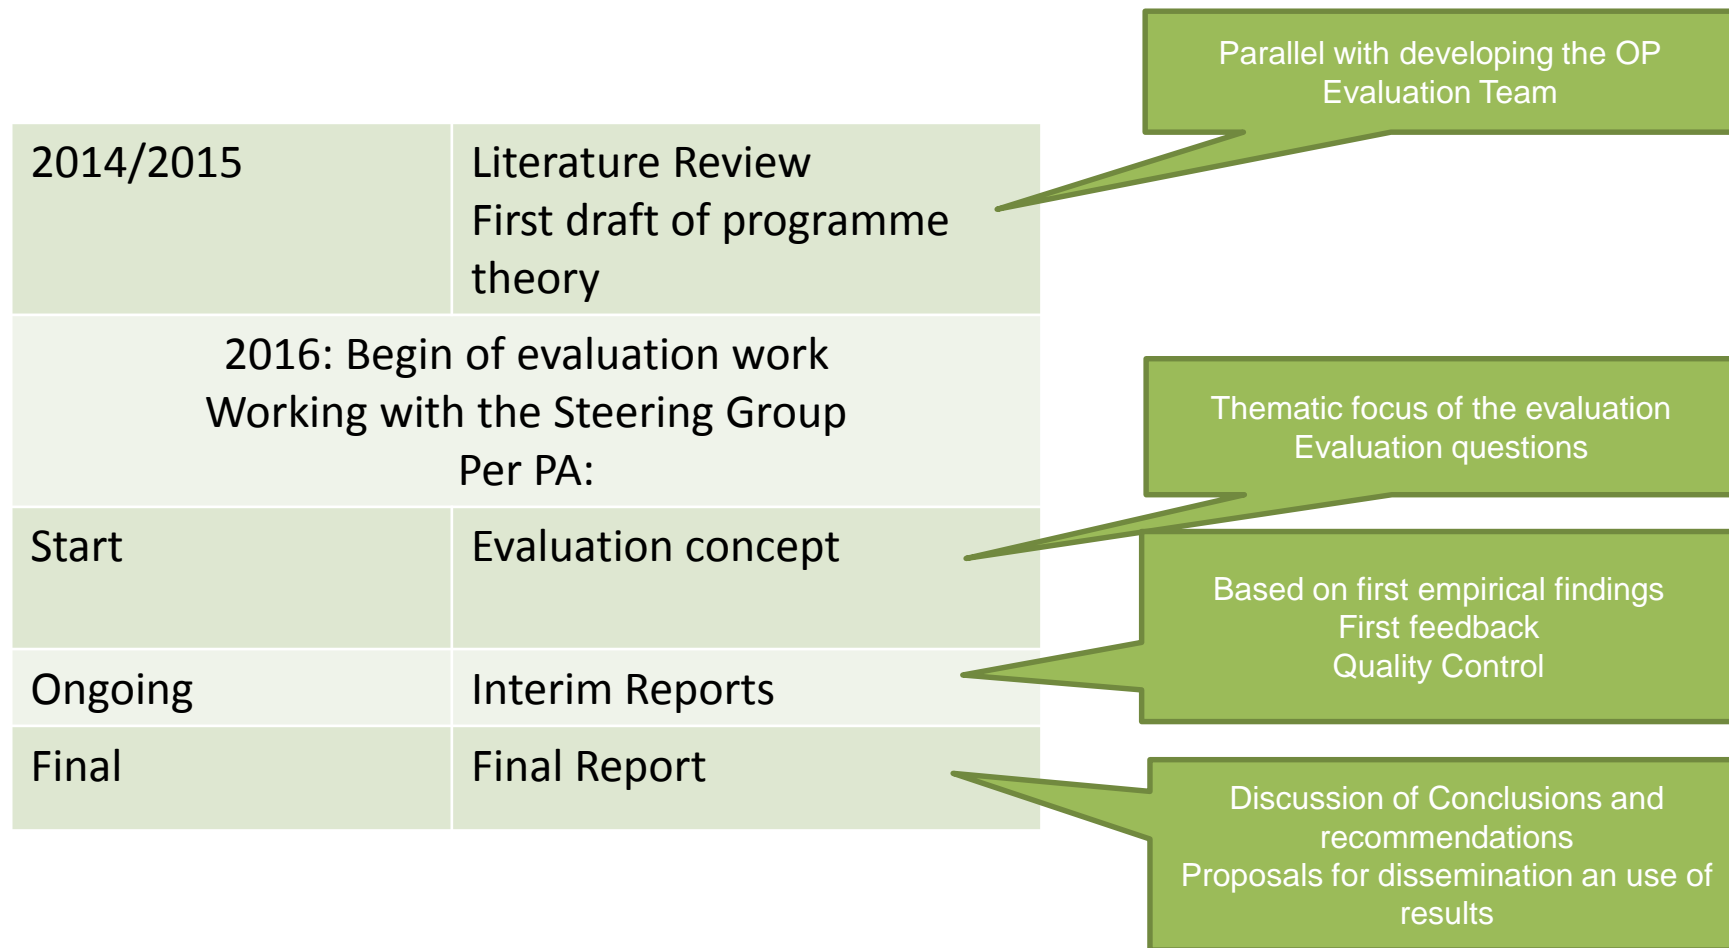 Parallel with developing the OP
Evaluation Team
2014/2015
Literature Review
First draft of programme
theory
2016: Begin of evaluation work
Working with the Steering Group
Per PA:
Thematic focus of the evaluation
Evaluation questions
Start
Evaluation concept
Based on first empirical findings
First feedback
Quality Control
Ongoing
Interim Reports
Final
Final Report
Discussion of Conclusions and
recommendations
Proposals for dissemination an use of
results